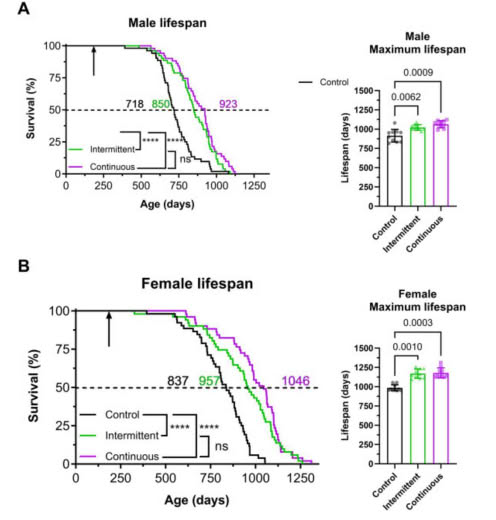 A
Male lifespan
Survival (%)
100
75
50
25
0
718 850 923
Intermittent
Continuous
****
****
ns
0 250 500 750 1000 1250
Age (days)
Control
Male
Maximum lifespan
0.0009
0.0062
Lifespan (days)
1500
1250
1000
750
500
250
0
Control
Intermittent
Continuous
B
Female lifespan
Survival (%)
100
75
50
25
0
837 957 1046
Control
Intermittent
Continuous
****
****
ns
0 250 500 750 1000 1250
Age (days)
Female
Maximum lifespan
0.0003
0.0010
Lifespan (days)
1500
1250
1000
750
500
250
0
Control
Intermittent
Continuous